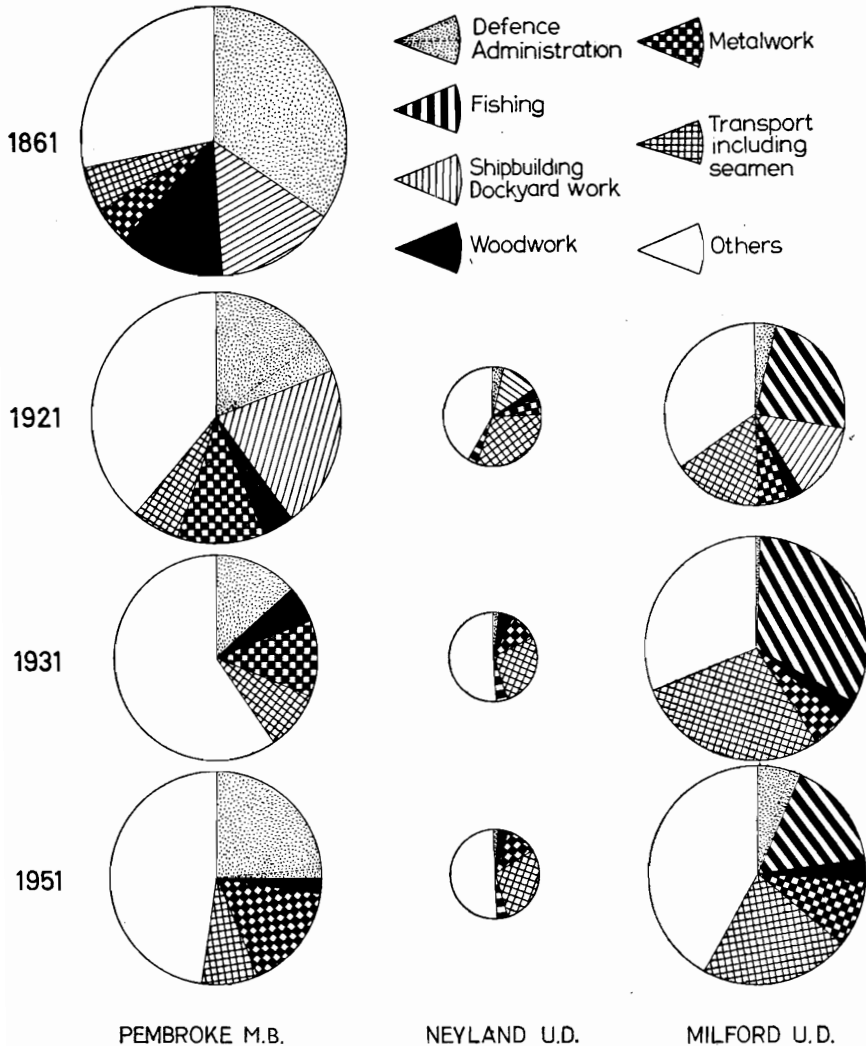 1861
Defence
Administration
Fishing
Shipbuilding
Dockyard work
Woodwork
Metalwork
Transport
including
seamen
Others
1921
1931
1951
PEMBROKE M.B.
NEYLAND U.D.
MILFORD U.D.